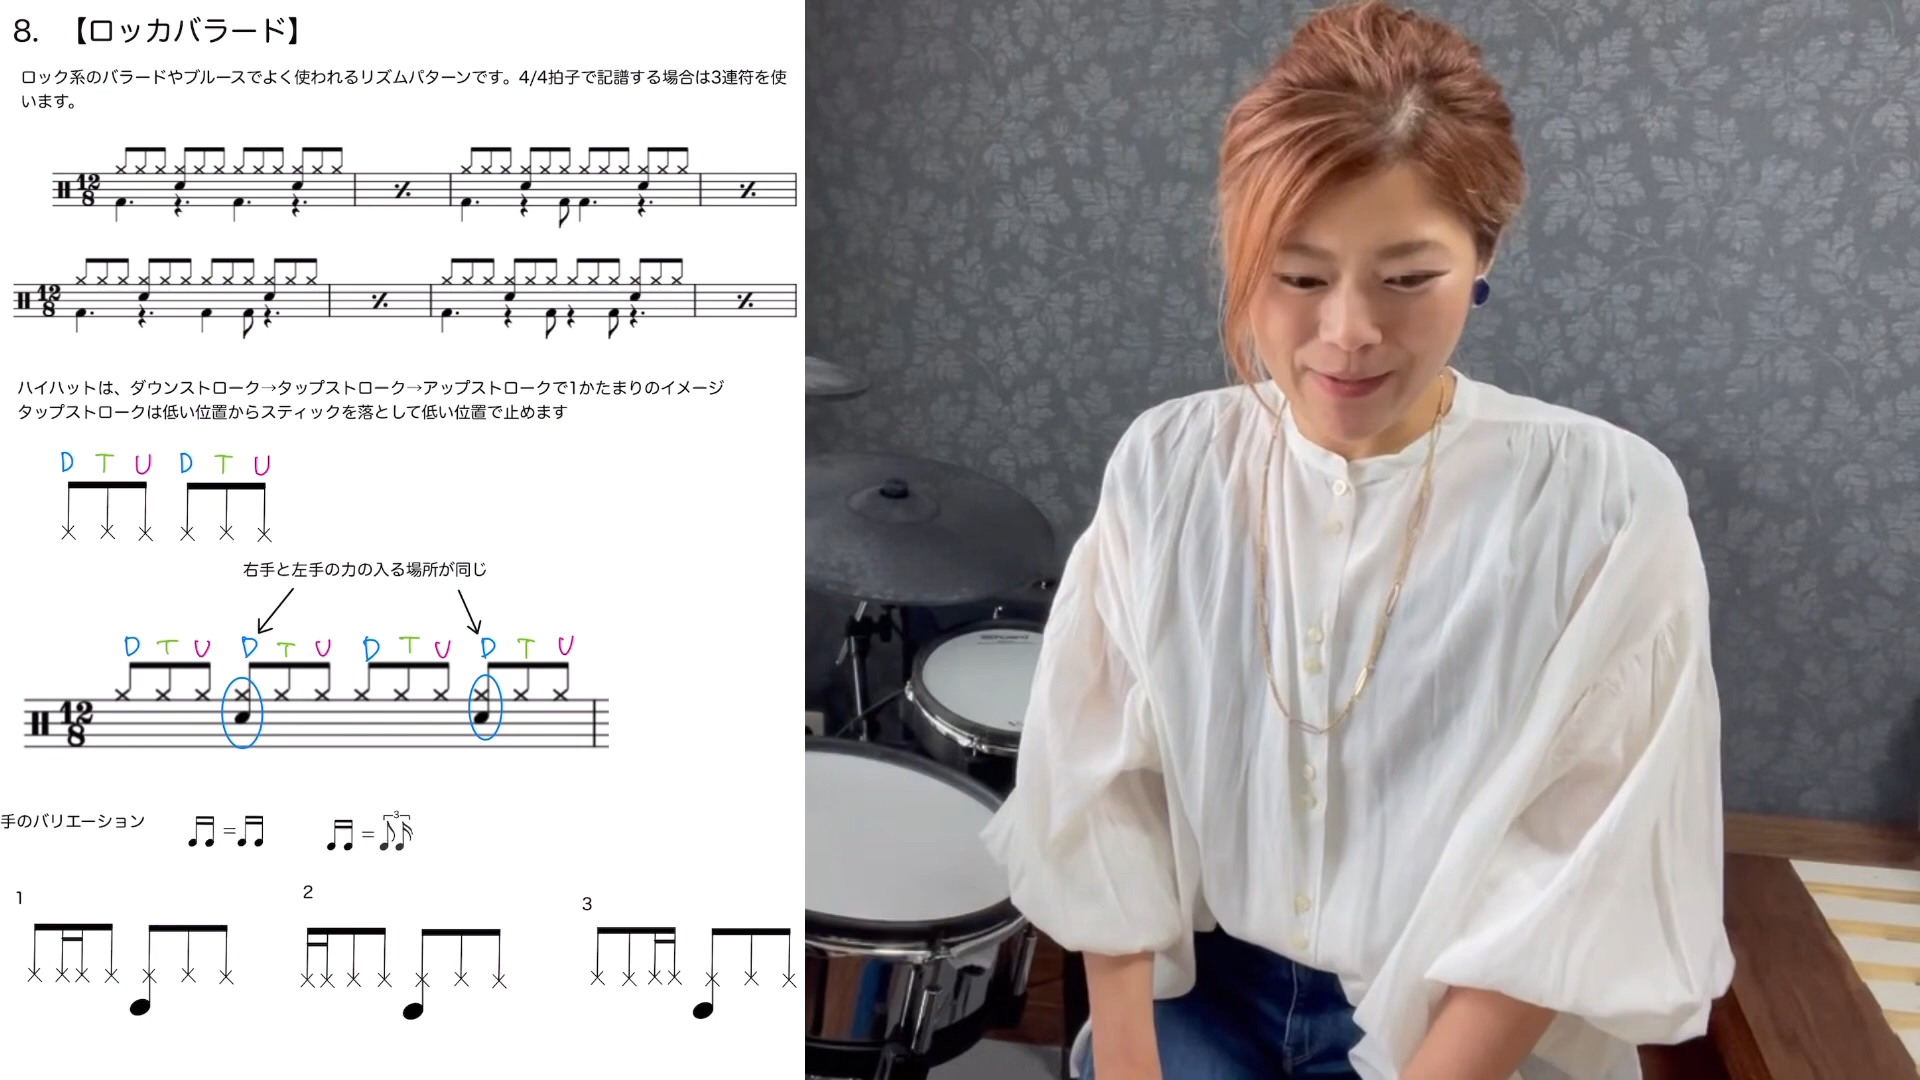 8. 【ロッカバラード】
ロック系のバラードやブルースでよく使われるリズムパターンです。4/4拍子で記譜する場合は3連符を使
います。
12
8
12
8
ハイハットは、ダウンストローク→タップストローク→アップストロークで1かたまりのイメージ
タップストロークは低い位置からスティックを落として低い位置で止めます
D T U D T U
右手と左手の力の入る場所が同じ
D T U D T U D T U D T U
12
8
手のバリエーション
= = 3
1 2 3
Roland